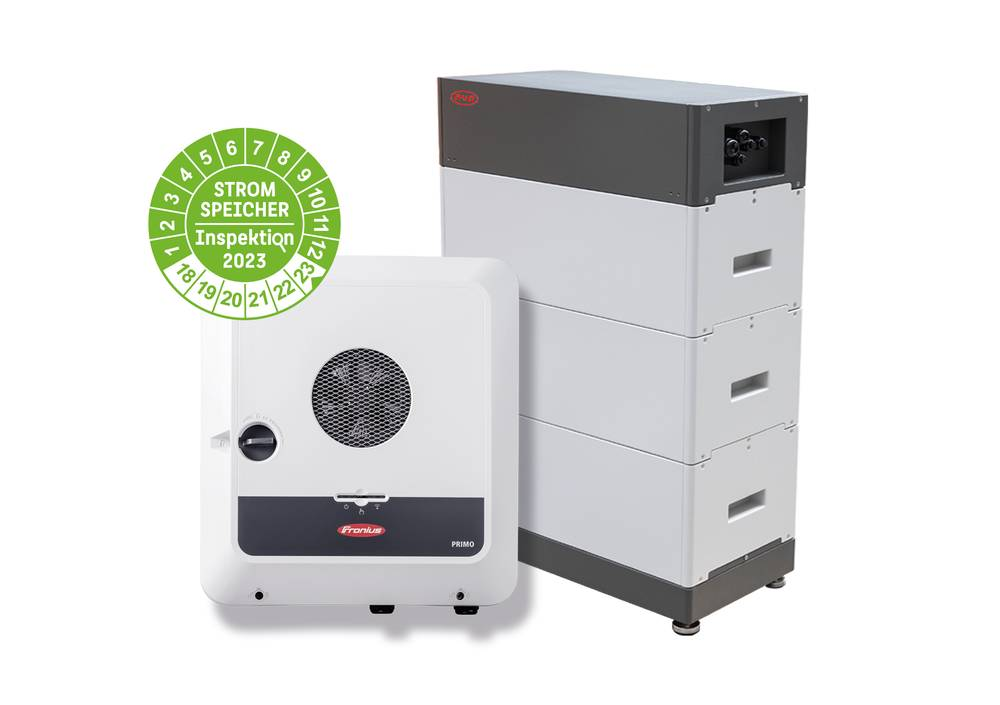 BYD
1 2 3 4 5 6 7 8 9 10 11 12
STROM
SPEICHER
Inspektion
2023
18 19 20 21 22 23
Fronius
PRIMO